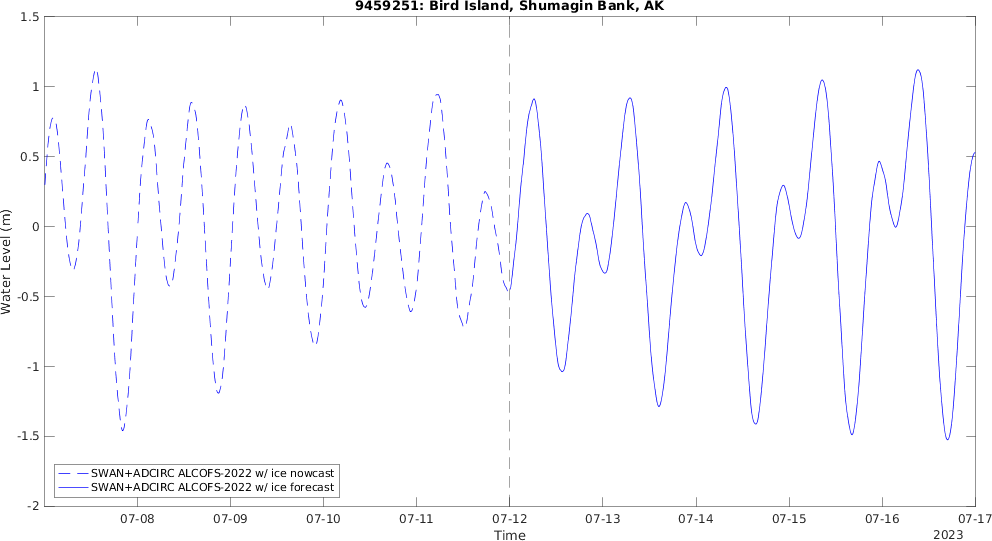 9459251: Bird Island, Shumagin Bank, AK
1.5
1
0.5
0
-0.5
-1
-1.5
-2
Water Level (m)
SWAN+ADCIRC ALCOFS-2022 w/ ice nowcast
SWAN+ADCIRC ALCOFS-2022 w/ ice forecast
07-08 07-09 07-10 07-11 07-12 07-13 07-14 07-15 07-16 07-17
Time
2023